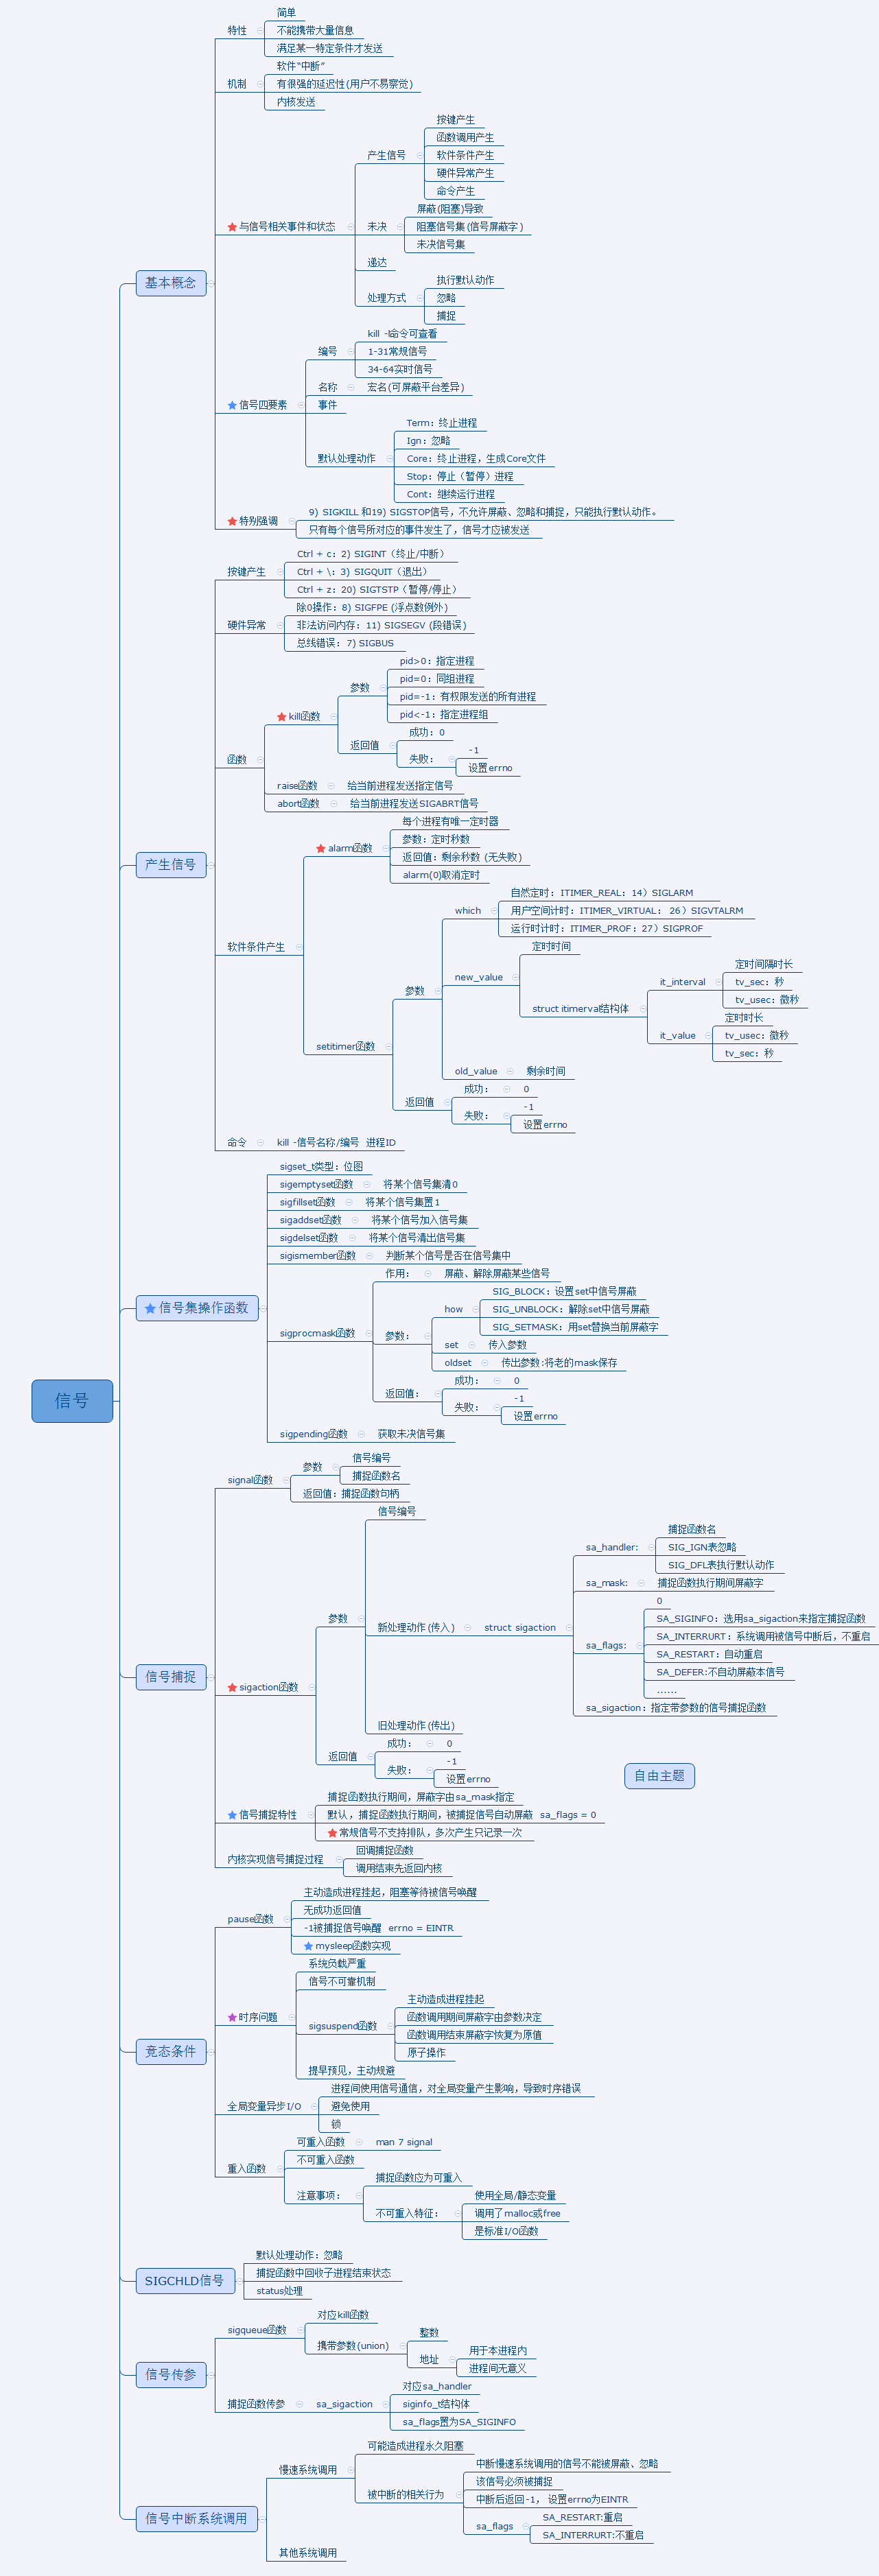 信号
基本概念
特性
简单
不能携带大量信息
满足某一特定条件才发送
机制
软件“中断”
有很强的延迟性(用户不易察觉)
内核发送
与信号相关事件和状态
产生信号
按键产生
函数调用产生
软件条件产生
硬件异常产生
命令产生
未决
屏蔽(阻塞)导致
阻塞信号集(信号屏蔽字)
未决信号集
递达
处理方式
执行默认动作
忽略
捕捉
信号四要素
编号
kill -l命令可查看
1-31常规信号
34-64实时信号
名称
宏名(可屏蔽平台差异)
事件
默认处理动作
Term：终止进程
Ign：忽略
Core：终止进程，生成Core文件
Stop：停止（暂停）进程
Cont：继续运行进程
特别强调
9) SIGKILL 和19) SIGSTOP信号，不允许屏蔽、忽略和捕捉，只能执行默认动作。
只有每个信号所对应的事件发生了，信号才应被发送
产生信号
按键产生
Ctrl + c：2) SIGINT（终止/中断）
Ctrl + \：3) SIGQUIT（退出）
Ctrl + z：20) SIGTSTP（暂停/停止）
硬件异常
除0操作：8) SIGFPE (浮点数例外)
非法访问内存：11) SIGSEGV (段错误)
总线错误：7) SIGBUS
函数
kill函数
参数
pid>0：指定进程
pid=0：同组进程
pid=-1：有权限发送的所有进程
pid<-1：指定进程组
返回值
成功：0
失败：
-1
设置errno
raise函数
给当前进程发送指定信号
abort函数
给当前进程发送SIGABRT信号
软件条件产生
alarm函数
每个进程有唯一定时器
参数：定时秒数
返回值：剩余秒数 (无失败)
alarm(0)取消定时
setitimer函数
参数
which
自然定时：ITIMER_REAL：14）SIGLARM
用户空间计时：ITIMER_VIRTUAL： 26）SIGVTALRM
运行时计时：ITIMER_PROF：27）SIGPROF
new_value
定时时间
struct itimerval结构体
it_interval
定时间隔时长
tv_sec：秒
tv_usec：微秒
it_value
定时时长
tv_usec：微秒
tv_sec：秒
old_value
剩余时间
返回值
成功：
0
失败：
-1
设置errno
命令
kill -信号名称/编号  进程ID
信号集操作函数
sigset_t类型：位图
sigemptyset函数
将某个信号集清0
sigfillset函数
将某个信号集置1
sigaddset函数
将某个信号加入信号集
sigdelset函数
将某个信号清出信号集
sigismember函数
判断某个信号是否在信号集中
sigprocmask函数
作用：
屏蔽、解除屏蔽某些信号
参数：
how
SIG_BLOCK：设置set中信号屏蔽
SIG_UNBLOCK：解除set中信号屏蔽
SIG_SETMASK：用set替换当前屏蔽字
set
传入参数
oldset
传出参数:将老的mask保存
返回值：
成功：
0
失败：
-1
设置errno
sigpending函数
获取未决信号集
信号捕捉
signal函数
参数
信号编号
捕捉函数名
返回值：捕捉函数句柄
sigaction函数
参数
信号编号
新处理动作(传入)
struct sigaction
sa_handler:
捕捉函数名
SIG_IGN表忽略
SIG_DFL表执行默认动作
sa_mask:
捕捉函数执行期间屏蔽字
sa_flags:
0
SA_SIGINFO：选用sa_sigaction来指定捕捉函数
SA_INTERRURT：系统调用被信号中断后，不重启
SA_RESTART：自动重启
SA_DEFER:不自动屏蔽本信号
……
sa_sigaction：指定带参数的信号捕捉函数
旧处理动作(传出)
返回值
成功：
0
失败：
-1
设置errno
自由主题
信号捕捉特性
捕捉函数执行期间，屏蔽字由sa_mask指定
默认，捕捉函数执行期间，被捕捉信号自动屏蔽  sa_flags = 0
常规信号不支持排队，多次产生只记录一次
内核实现信号捕捉过程
回调捕捉函数
调用结束先返回内核
竞态条件
pause函数
主动造成进程挂起，阻塞等待被信号唤醒
无成功返回值
-1被捕捉信号唤醒  errno = EINTR
mysleep函数实现
时序问题
系统负载严重
信号不可靠机制
sigsuspend函数
主动造成进程挂起
函数调用期间屏蔽字由参数决定
函数调用结束屏蔽字恢复为原值
原子操作
提早预见，主动规避
全局变量异步I/O
进程间使用信号通信，对全局变量产生影响，导致时序错误
避免使用
锁
重入函数
可重入函数
man 7 signal
不可重入函数
注意事项：
捕捉函数应为可重入
不可重入特征：
使用全局/静态变量
调用了malloc或free
是标准I/O函数
SIGCHLD信号
默认处理动作：忽略
捕捉函数中回收子进程结束状态
status处理
信号传参
sigqueue函数
对应kill函数
携带参数(union)
整数
地址
用于本进程内
进程间无意义
捕捉函数传参
sa_sigaction
对应sa_handler
siginfo_t结构体
sa_flags置为SA_SIGINFO
信号中断系统调用
慢速系统调用
可能造成进程永久阻塞
被中断的相关行为
中断慢速系统调用的信号不能被屏蔽、忽略
该信号必须被捕捉
中断后返回-1， 设置errno为EINTR
sa_flags
SA_RESTART:重启
SA_INTERRURT:不重启
其他系统调用